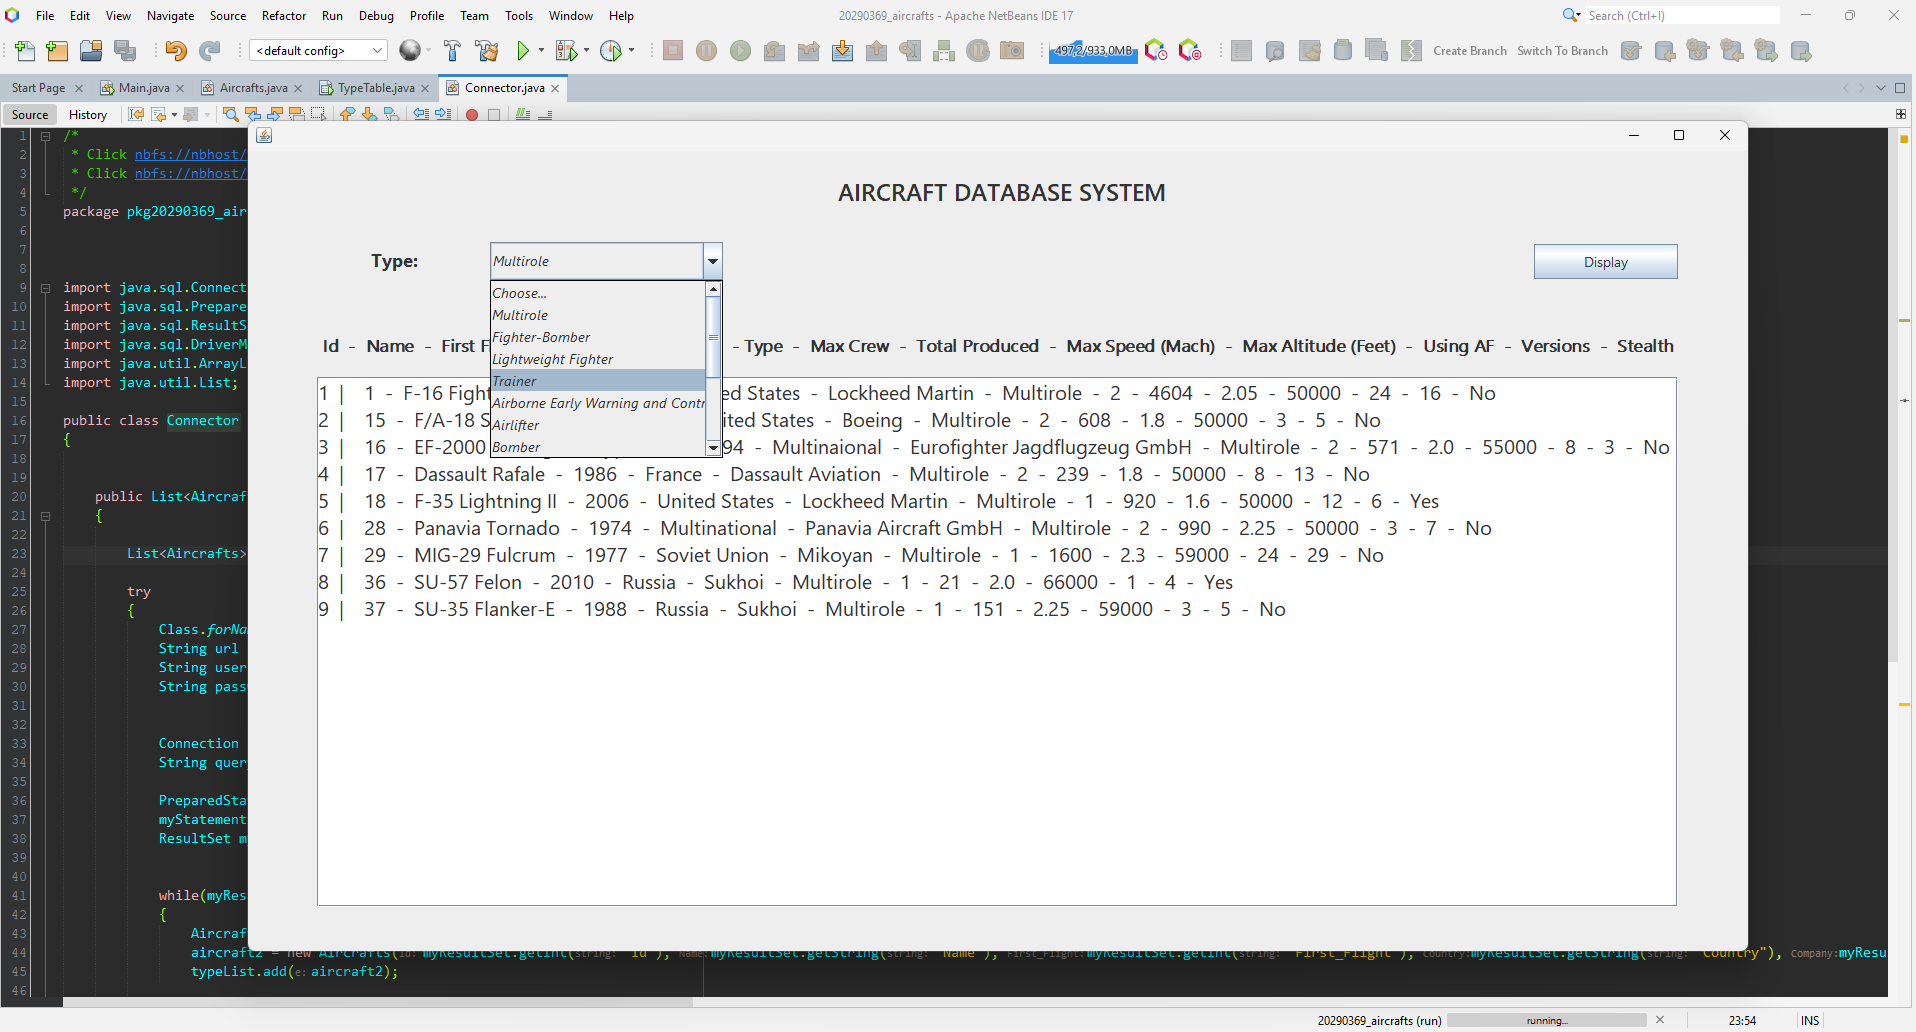 File Edit View Navigate Source Refactor Run Debug Profile Team Tools Window Help
20290369_aircrafts - Apache NetBeans IDE 17
Search (Ctrl+I)
<default config>
497,2/933,0MB
Create Branch Switch To Branch
Start Page Main.java Aircrafts.java TypeTable.java Connector.java
Source History
AIRCRAFT DATABASE SYSTEM
Type:
Multirole
Display
Choose...
Multirole
Fighter-Bomber
Lightweight Fighter
Trainer
Airborne Early Warning and Contr
Airlifter
Bomber
Id - Name - First F - Type - Max Crew - Total Produced - Max Speed (Mach) - Max Altitude (Feet) - Using AF - Versions - Stealth
1 | 1 - F-16 Fight ed States - Lockheed Martin - Multirole - 2 - 4604 - 2.05 - 50000 - 24 - 16 - No
2 | 15 - F/A-18 S ited States - Boeing - Multirole - 2 - 608 - 1.8 - 50000 - 3 - 5 - No
3 | 16 - EF-2000 94 - Multinaional - Eurofighter Jagdflugzeug GmbH - Multirole - 2 - 571 - 2.0 - 55000 - 8 - 3 - No
4 | 17 - Dassault Rafale - 1986 - France - Dassault Aviation - Multirole - 2 - 239 - 1.8 - 50000 - 8 - 13 - No
5 | 18 - F-35 Lightning II - 2006 - United States - Lockheed Martin - Multirole - 1 - 920 - 1.6 - 50000 - 12 - 6 - Yes
6 | 28 - Panavia Tornado - 1974 - Multinational - Panavia Aircraft GmbH - Multirole - 2 - 990 - 2.25 - 50000 - 3 - 7 - No
7 | 29 - MIG-29 Fulcrum - 1977 - Soviet Union - Mikoyan - Multirole - 1 - 1600 - 2.3 - 59000 - 24 - 29 - No
8 | 36 - SU-57 Felon - 2010 - Russia - Sukhoi - Multirole - 1 - 21 - 2.0 - 66000 - 1 - 4 - Yes
9 | 37 - SU-35 Flanker-E - 1988 - Russia - Sukhoi - Multirole - 1 - 151 - 2.25 - 59000 - 3 - 5 - No
1 /*
2 * Click nbfs://nbhost/
3 * Click nbfs://nbhost/
4 */
5 package pkg20290369_air
6
7
8
9 import java.sql.Connect
10 import java.sql.Prepare
11 import java.sql.ResultS
12 import java.sql.DriverM
13 import java.util.ArrayL
14 import java.util.List;
15
16 public class Connector
17 {
18
19
20 public List<Aircraf
21 {
22
23 List<Aircrafts>
24
25 try
26 {
27 Class.forNa
28 String url
29 String user
30 String pass
31
32
33 Connection
34 String quer
35
36 PreparedSta
37 myStatement
38 ResultSet m
39
40
41 while(myRes
42 {
43 Aircraf
44 aircraft2 = new Aircrafts(id: myResultSet.getInt(string: "Id"), Name: myResultSet.getString(string: "Name"), First_Flight: myResultSet.getInt(string: "First_Flight"), Country: myResultSet.getString(string: "Country"), Company: myResu
45 typeList.add(e: aircraft2);
46
20290369_aircrafts (run) running... 23:54 INS